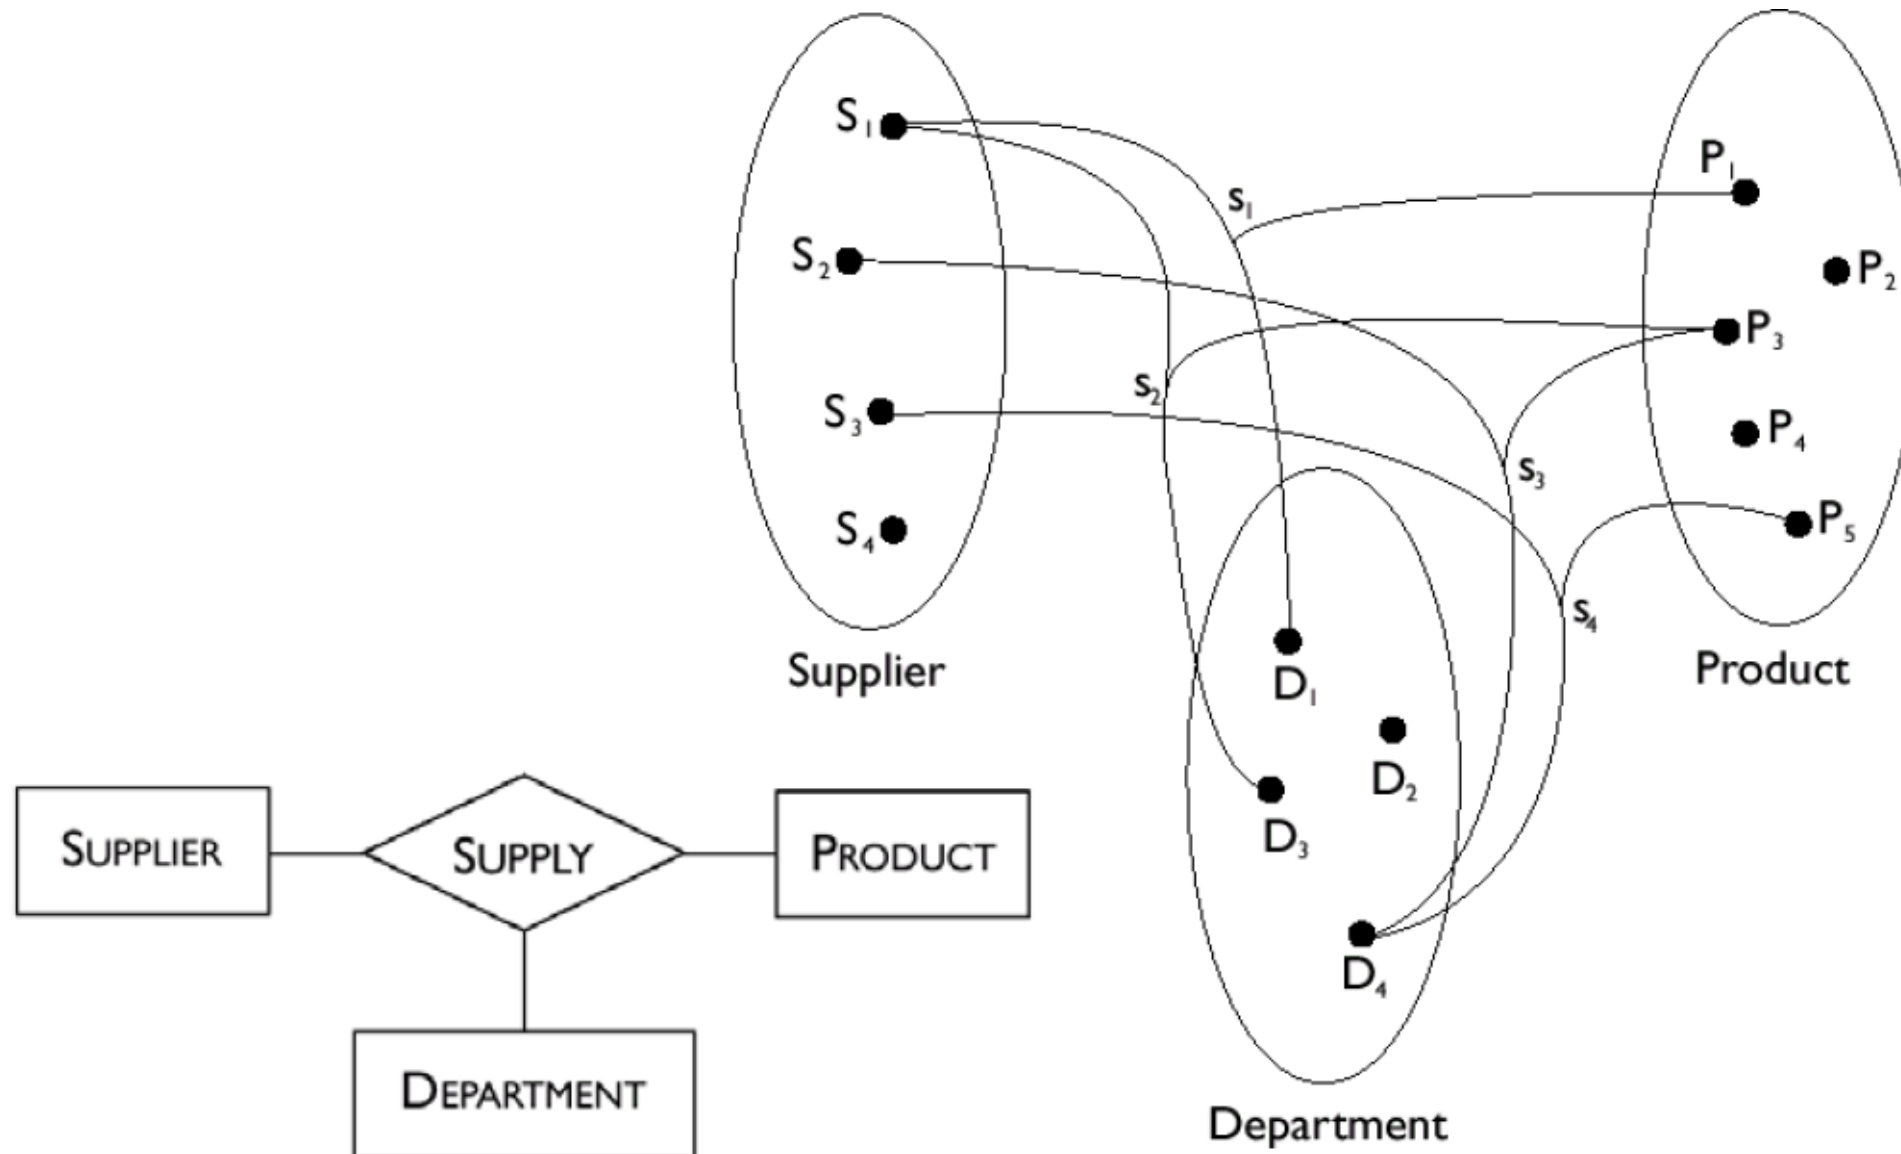 S₁
S₂
S₃
S₄
Supplier
s₁
s₂
s₃
s₄
P₁
P₂
P₃
P₄
P₅
Product
D₁
D₂
D₃
D₄
Department
SUPPLIER
SUPPLY
PRODUCT
DEPARTMENT